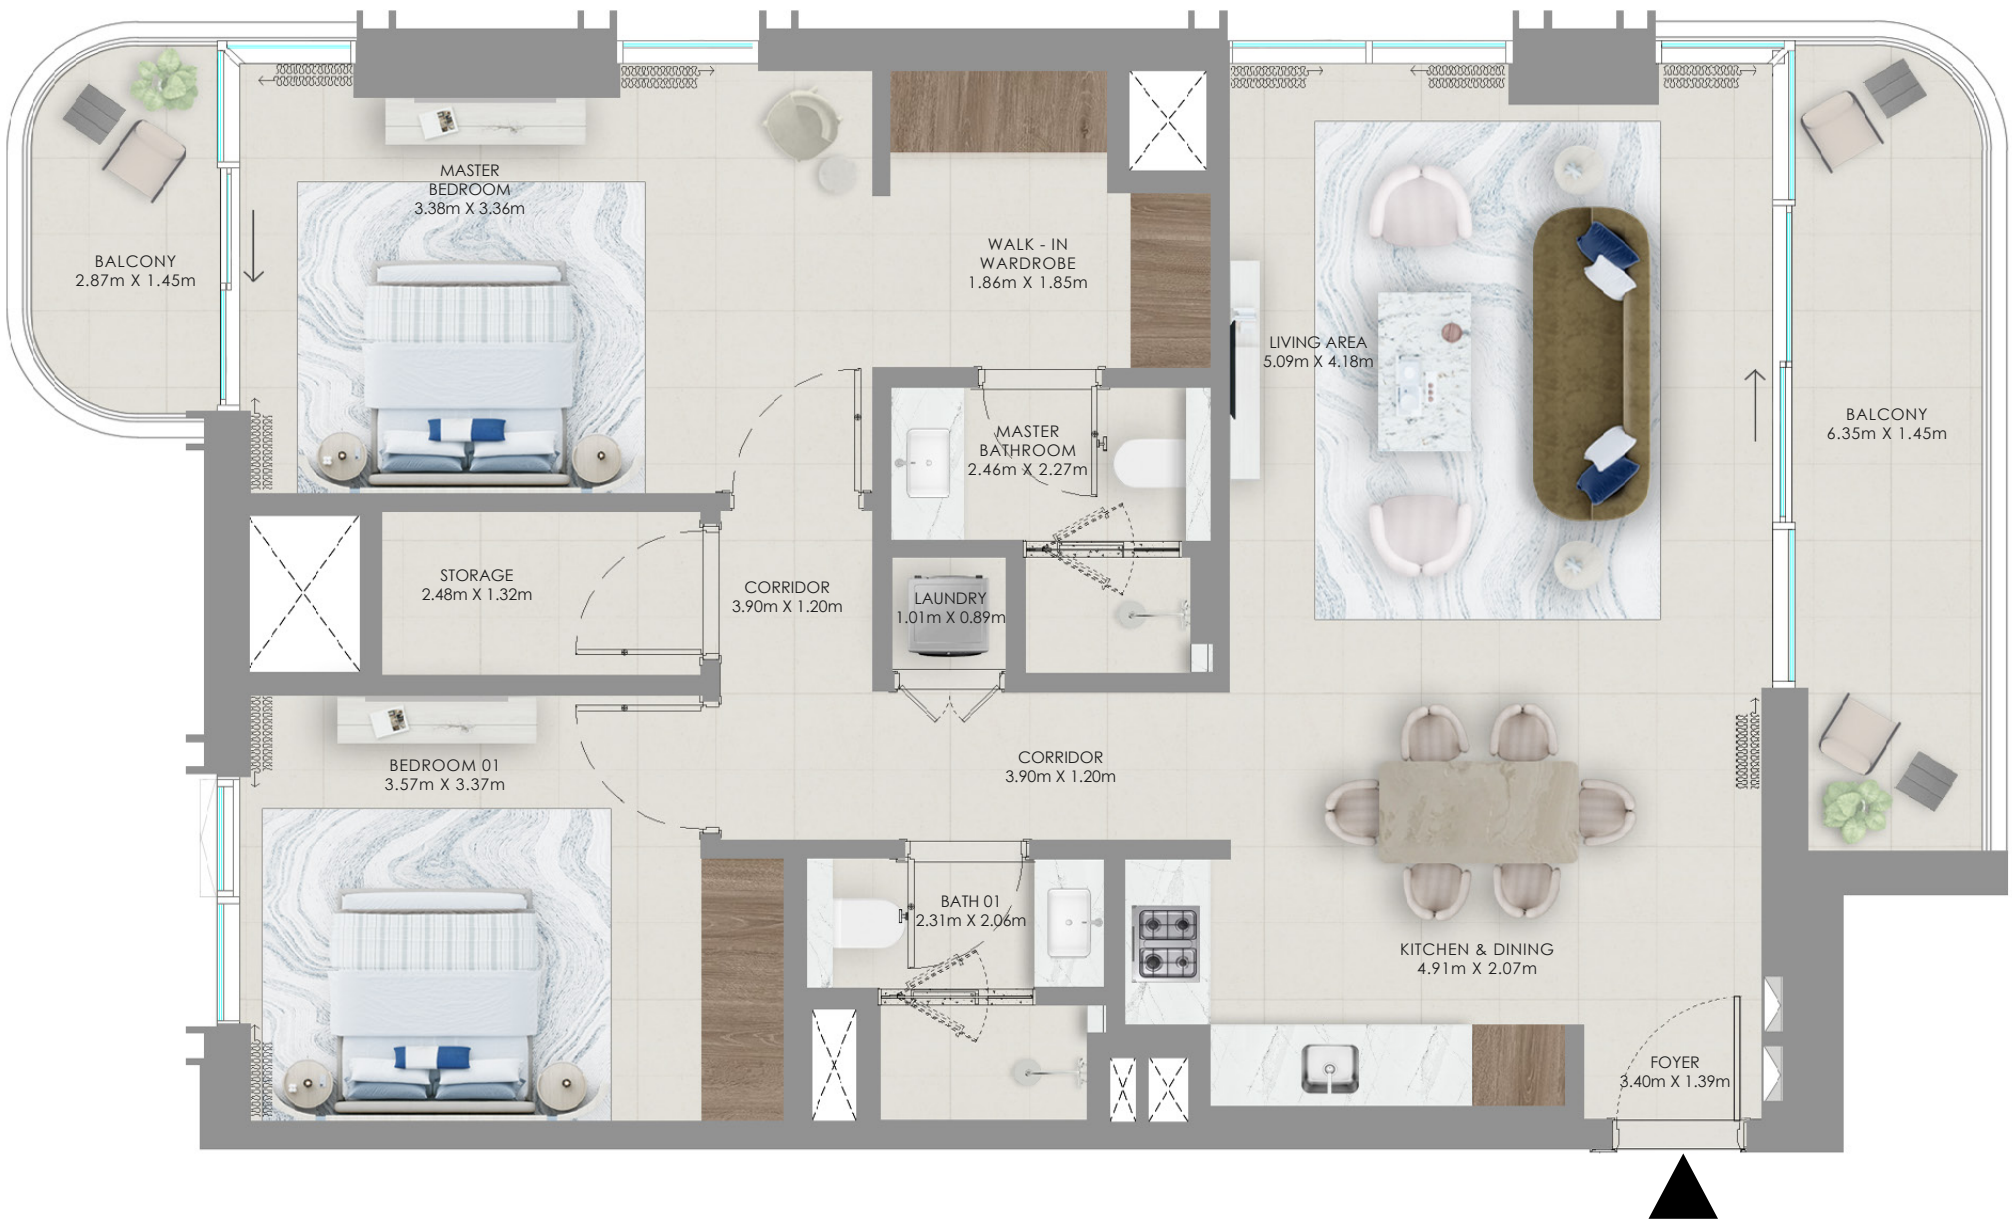 MASTER
BEDROOM
3.38m X 3.36m
BALCONY
2.87m X 1.45m
WALK - IN
WARDROBE
1.86m X 1.85m
LIVING AREA
5.09m X 4.18m
BALCONY
6.35m X 1.45m
MASTER
BATHROOM
2.46m X 2.27m
STORAGE
2.48m X 1.32m
CORRIDOR
3.90m X 1.20m
LAUNDRY
1.01m X 0.89m
BEDROOM 01
3.57m X 3.37m
CORRIDOR
3.90m X 1.20m
BATH 01
2.31m X 2.06m
KITCHEN & DINING
4.91m X 2.07m
FOYER
3.40m X 1.39m